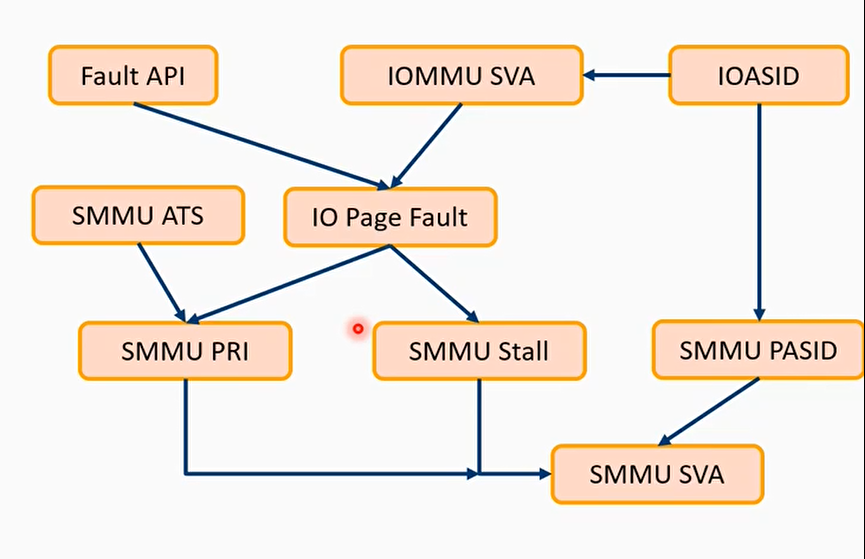 Fault API
IOMMU SVA
IOASID
SMMU ATS
IO Page Fault
SMMU PRI
SMMU Stall
SMMU PASID
SMMU SVA